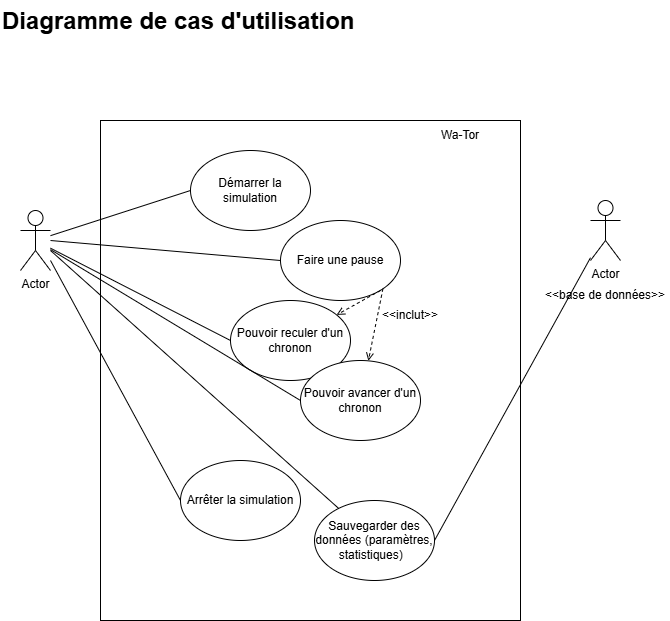 Diagramme de cas d'utilisation
Wa-Tor
Démarrer la
simulation
Faire une pause
Actor
Actor
<<base de données>>
<<inclut>>
Pouvoir reculer d'un
chronon
Pouvoir avancer d'un
chronon
Arrêter la simulation
Sauvegarder des
données (paramètres,
statistiques)